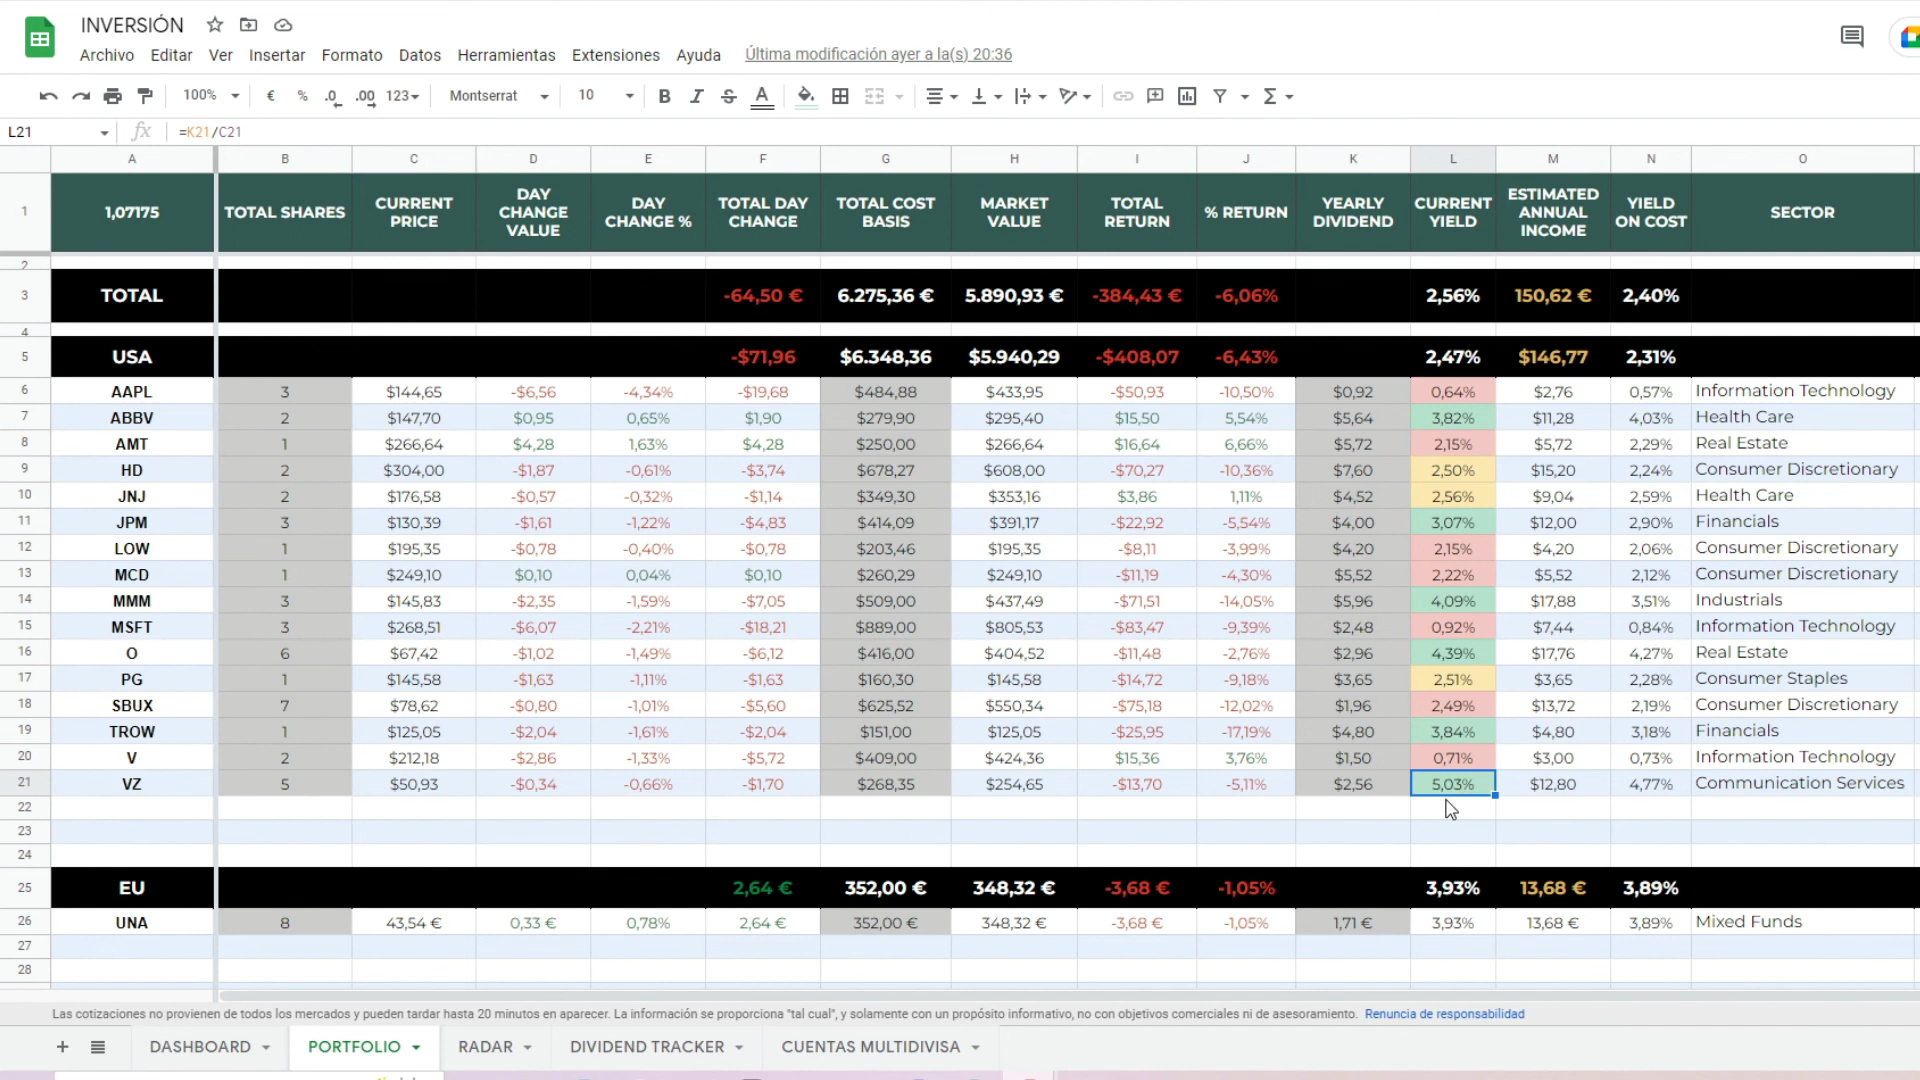 INVERSIÓN
Archivo Editar Ver Insertar Formato Datos Herramientas Extensiones Ayuda Última modificación ayer a la(s) 20:36
100% € % .0 .00 123 Montserrat 10 B I S A
L21 fx =K21/C21
A B C D E F G H I J K L M N O
1 1,07175 TOTAL SHARES CURRENT PRICE DAY CHANGE VALUE DAY CHANGE % TOTAL DAY CHANGE TOTAL COST BASIS MARKET VALUE TOTAL RETURN % RETURN YEARLY DIVIDEND CURRENT YIELD ESTIMATED ANNUAL INCOME YIELD ON COST SECTOR
2
3 TOTAL -64,50 € 6.275,36 € 5.890,93 € -384,43 € -6,06% 2,56% 150,62 € 2,40%
4
5 USA -$71,96 $6.348,36 $5.940,29 -$408,07 -6,43% 2,47% $146,77 2,31%
6 AAPL 3 $144,65 -$6,56 -4,34% -$19,68 $484,88 $433,95 -$50,93 -10,50% $0,92 0,64% $2,76 0,57% Information Technology
7 ABBV 2 $147,70 $0,95 0,65% $1,90 $279,90 $295,40 $15,50 5,54% $5,64 3,82% $11,28 4,03% Health Care
8 AMT 1 $266,64 $4,28 1,63% $4,28 $250,00 $266,64 $16,64 6,66% $5,72 2,15% $5,72 2,29% Real Estate
9 HD 2 $304,00 -$1,87 -0,61% -$3,74 $678,27 $608,00 -$70,27 -10,36% $7,60 2,50% $15,20 2,24% Consumer Discretionary
10 JNJ 2 $176,58 -$0,57 -0,32% -$1,14 $349,30 $353,16 $3,86 1,11% $4,52 2,56% $9,04 2,59% Health Care
11 JPM 3 $130,39 -$1,61 -1,22% -$4,83 $414,09 $391,17 -$22,92 -5,54% $4,00 3,07% $12,00 2,90% Financials
12 LOW 1 $195,35 -$0,78 -0,40% -$0,78 $203,46 $195,35 -$8,11 -3,99% $4,20 2,15% $4,20 2,06% Consumer Discretionary
13 MCD 1 $249,10 $0,10 0,04% $0,10 $260,29 $249,10 -$11,19 -4,30% $5,52 2,22% $5,52 2,12% Consumer Discretionary
14 MMM 3 $145,83 -$2,35 -1,59% -$7,05 $509,00 $437,49 -$71,51 -14,05% $5,96 4,09% $17,88 3,51% Industrials
15 MSFT 3 $268,51 -$6,07 -2,21% -$18,21 $889,00 $805,53 -$83,47 -9,39% $2,48 0,92% $7,44 0,84% Information Technology
16 O 6 $67,42 -$1,02 -1,49% -$6,12 $416,00 $404,52 -$11,48 -2,76% $2,96 4,39% $17,76 4,27% Real Estate
17 PG 1 $145,58 -$1,63 -1,11% -$1,63 $160,30 $145,58 -$14,72 -9,18% $3,65 2,51% $3,65 2,28% Consumer Staples
18 SBUX 7 $78,62 -$0,80 -1,01% -$5,60 $625,52 $550,34 -$75,18 -12,02% $1,96 2,49% $13,72 2,19% Consumer Discretionary
19 TROW 1 $125,05 -$2,04 -1,61% -$2,04 $151,00 $125,05 -$25,95 -17,19% $4,80 3,84% $4,80 3,18% Financials
20 V 2 $212,18 -$2,86 -1,33% -$5,72 $409,00 $424,36 $15,36 3,76% $1,50 0,71% $3,00 0,73% Information Technology
21 VZ 5 $50,93 -$0,34 -0,66% -$1,70 $268,35 $254,65 -$13,70 -5,11% $2,56 5,03% $12,80 4,77% Communication Services
22
23
24
25 EU 2,64 € 352,00 € 348,32 € -3,68 € -1,05% 3,93% 13,68 € 3,89%
26 UNA 8 43,54 € 0,33 € 0,78% 2,64 € 352,00 € 348,32 € -3,68 € -1,05% 1,71 € 3,93% 13,68 € 3,89% Mixed Funds
27
28
Las cotizaciones no provienen de todos los mercados y pueden tardar hasta 20 minutos en aparecer. La información se proporciona "tal cual", y solamente con un propósito informativo, no con objetivos comerciales ni de asesoramiento. Renuncia de responsabilidad
DASHBOARD PORTFOLIO RADAR DIVIDEND TRACKER CUENTAS MULTIDIVISA